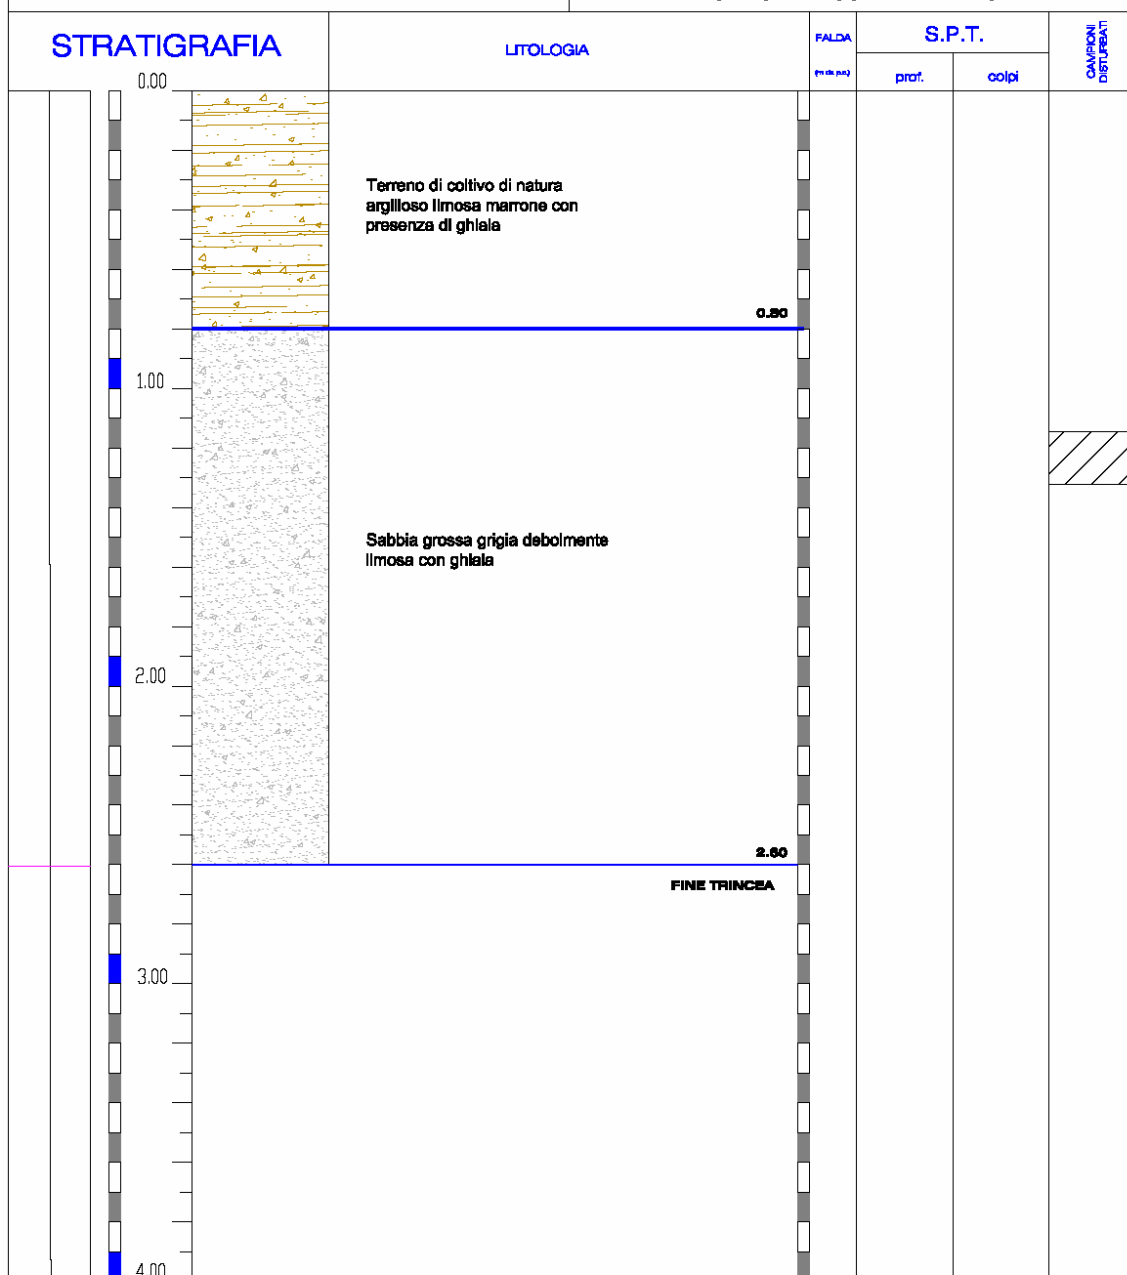 STRATIGRAFIA
LITOLOGIA
FALDA
(m da p.c.)
S.P.T.
prof.
colpi
CAMPIONI
DISTURBATI
0.00
Terreno di coltivo di natura
argilloso limosa marrone con
presenza di ghiaia
0.80
1.00
Sabbia grossa grigia debolmente
limosa con ghiaia
2.00
2.60
FINE TRINCEA
3.00
4.00